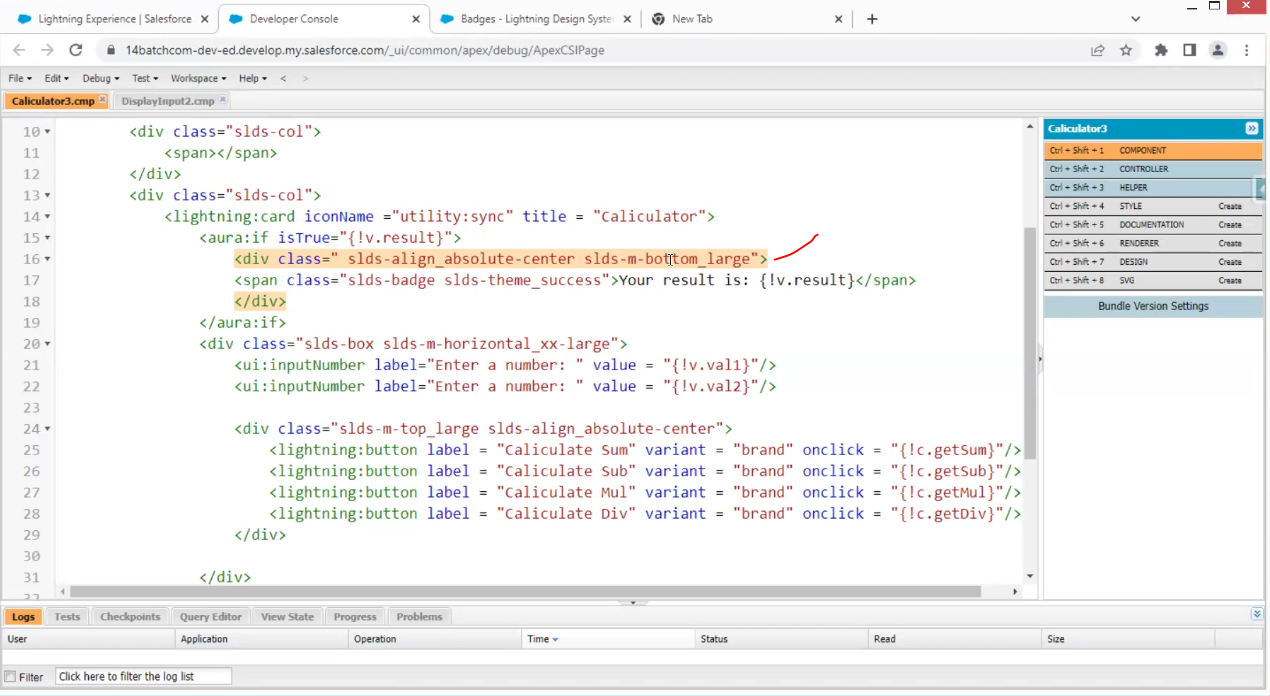 Lightning Experience | Salesforce
Developer Console
Badges - Lightning Design Syste
New Tab
14batchcom-dev-ed.develop.my.salesforce.com/_ui/common/apex/debug/ApexCSIPage
File Edit Debug Test Workspace Help < >
Caliculator3.cmp DisplayInput2.cmp
10 <div class="slds-col">
11 <span></span>
12 </div>
13 <div class="slds-col">
14 <lightning:card iconName ="utility:sync" title = "Caliculator">
15 <aura:if isTrue="{!v.result}">
16 <div class=" slds-align_absolute-center slds-m-bottom_large">
17 <span class="slds-badge slds-theme_success">Your result is: {!v.result}</span>
18 </div>
19 </aura:if>
20 <div class="slds-box slds-m-horizontal_xx-large">
21 <ui:inputNumber label="Enter a number: " value = "{!v.val1}"/>
22 <ui:inputNumber label="Enter a number: " value = "{!v.val2}"/>
23
24 <div class="slds-m-top_large slds-align_absolute-center">
25 <lightning:button label = "Caliculate Sum" variant = "brand" onclick = "{!c.getSum}"/>
26 <lightning:button label = "Caliculate Sub" variant = "brand" onclick = "{!c.getSub}"/>
27 <lightning:button label = "Caliculate Mul" variant = "brand" onclick = "{!c.getMul}"/>
28 <lightning:button label = "Caliculate Div" variant = "brand" onclick = "{!c.getDiv}"/>
29 </div>
30
31 </div>
Caliculator3
Ctrl + Shift + 1 COMPONENT
Ctrl + Shift + 2 CONTROLLER
Ctrl + Shift + 3 HELPER
Ctrl + Shift + 4 STYLE Create
Ctrl + Shift + 5 DOCUMENTATION Create
Ctrl + Shift + 6 RENDERER Create
Ctrl + Shift + 7 DESIGN Create
Ctrl + Shift + 8 SVG Create
Bundle Version Settings
Logs Tests Checkpoints Query Editor View State Progress Problems
User Application Operation Time Status Read Size
Filter Click here to filter the log list